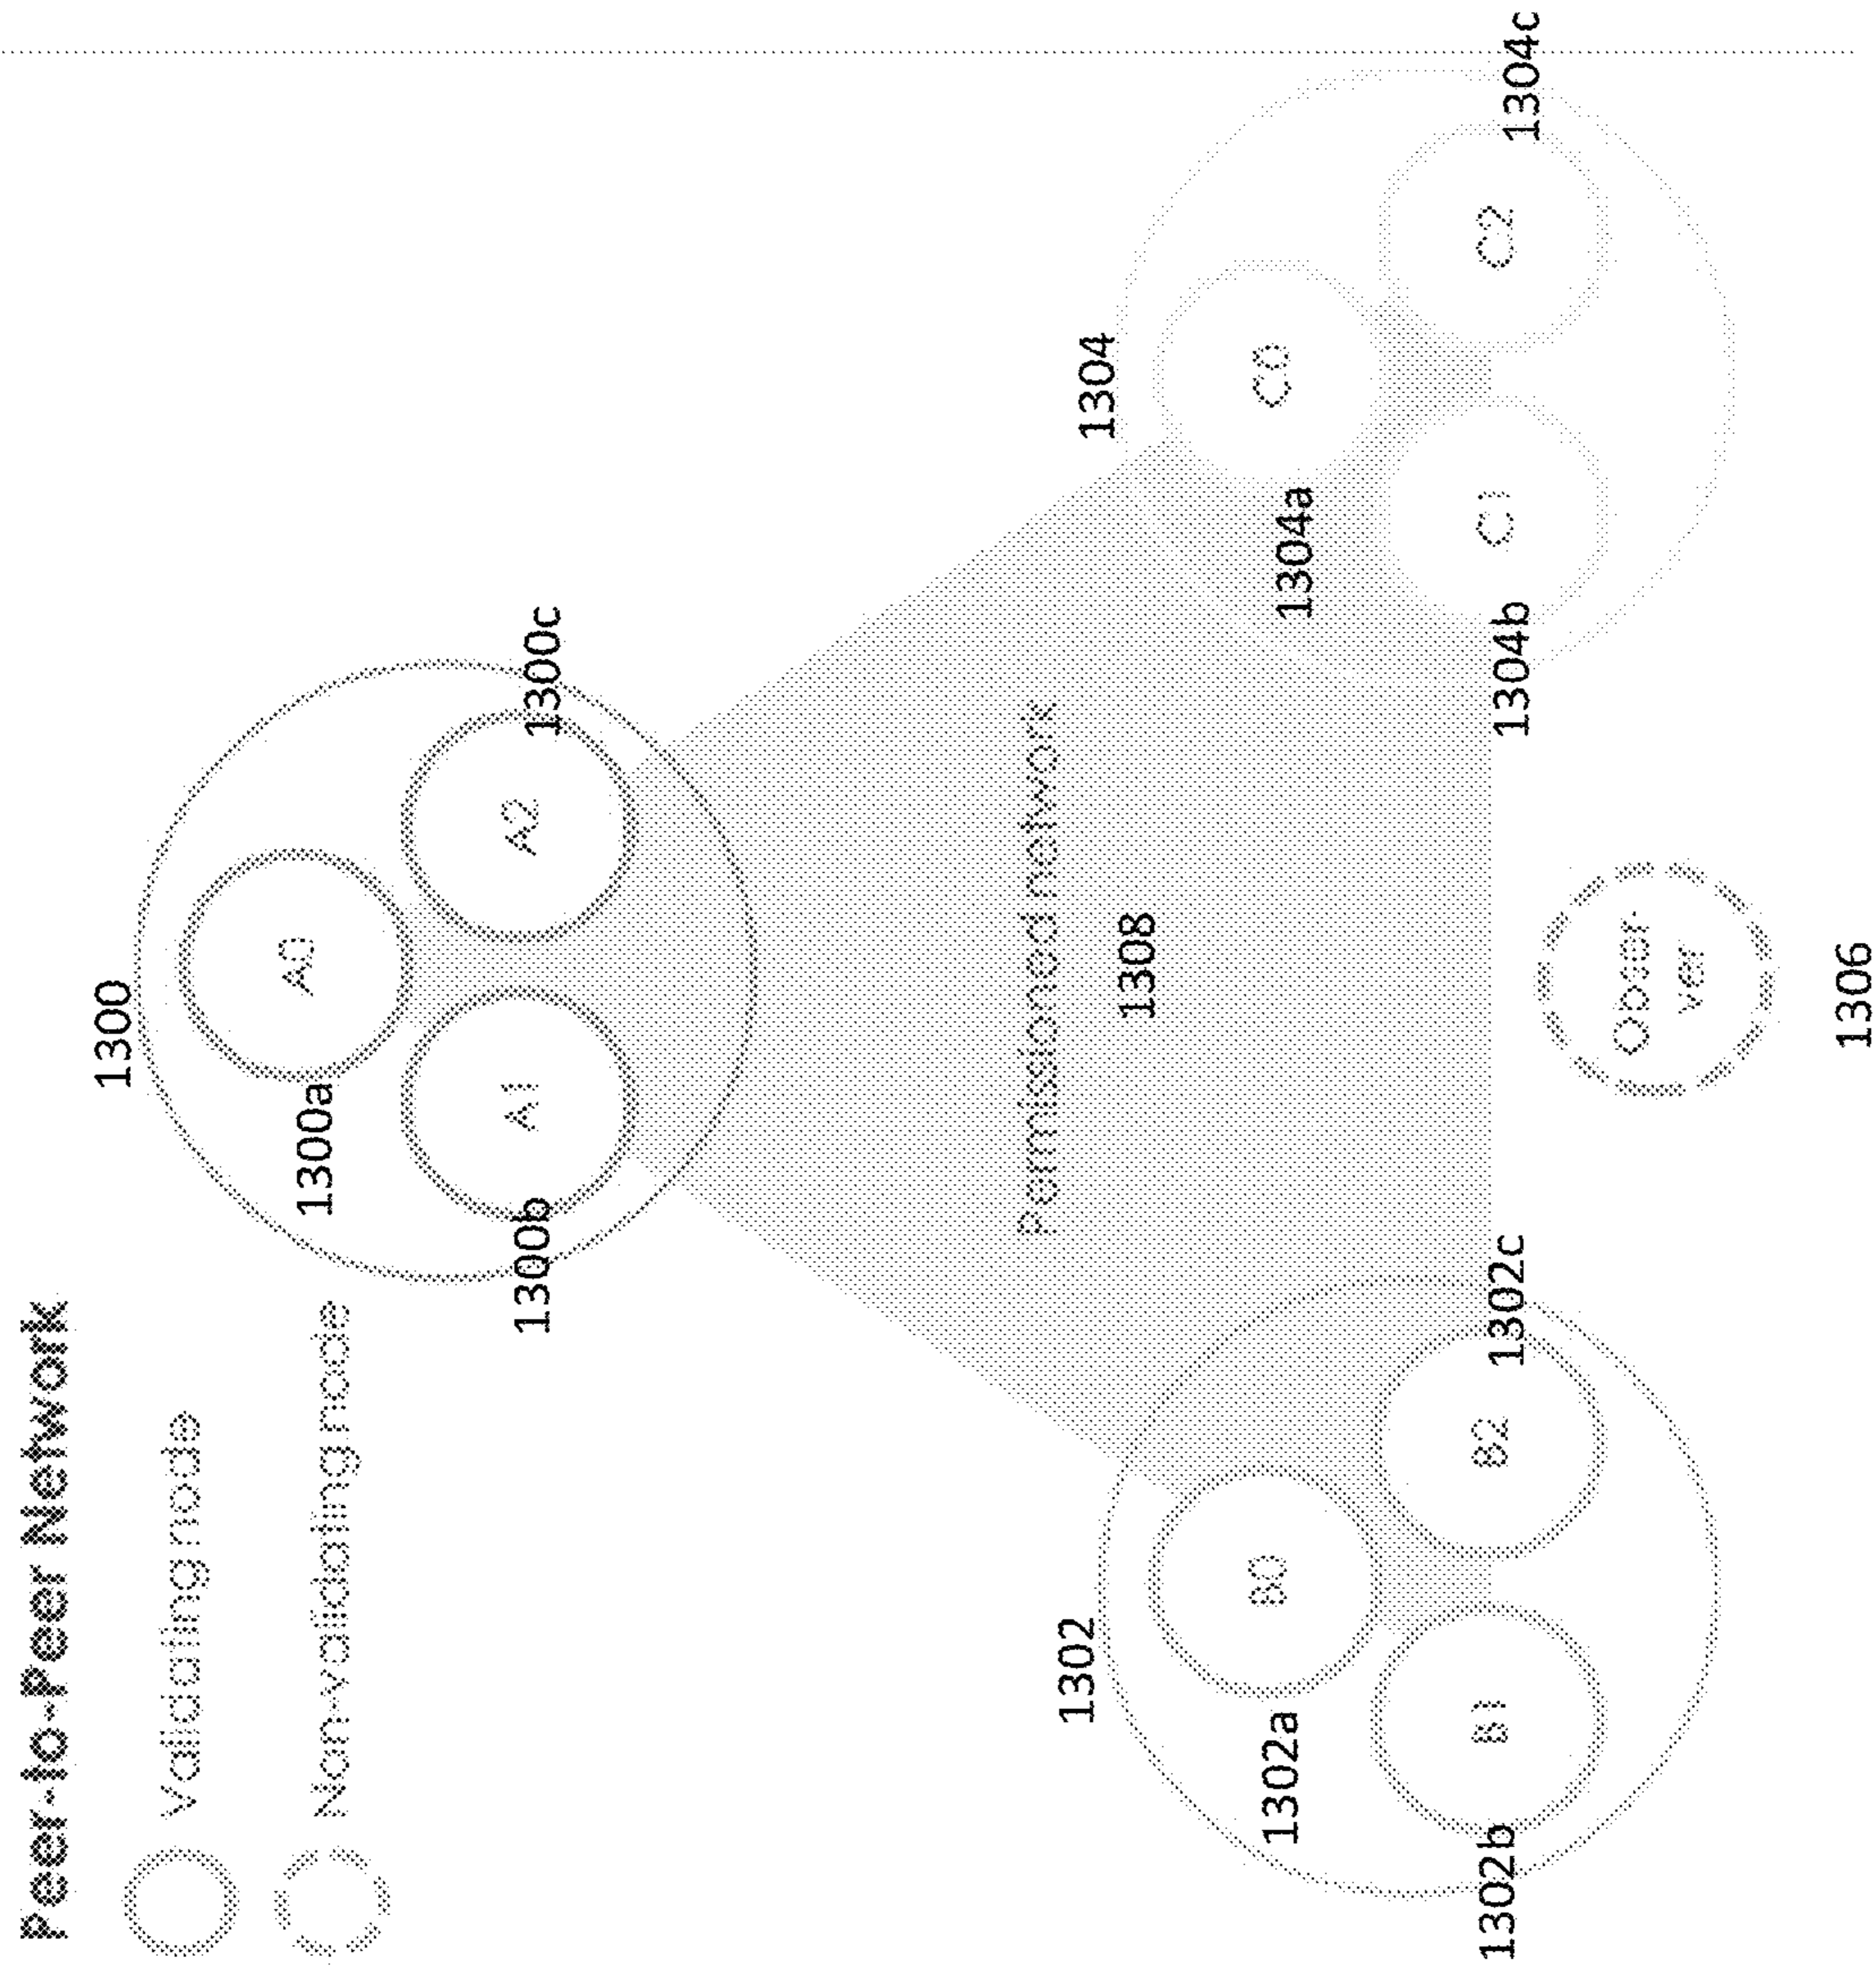 Peer-to-Peer Network
Validating node
Non-validating node
1300
1300a
A0
1300b
A1
A2
1300c
Permissioned network
1308
1302
1302a
B0
1302b
B1
B2
1302c
1304
1304a
C0
1304b
C1
C2
1304c
Obser-
ver
1306